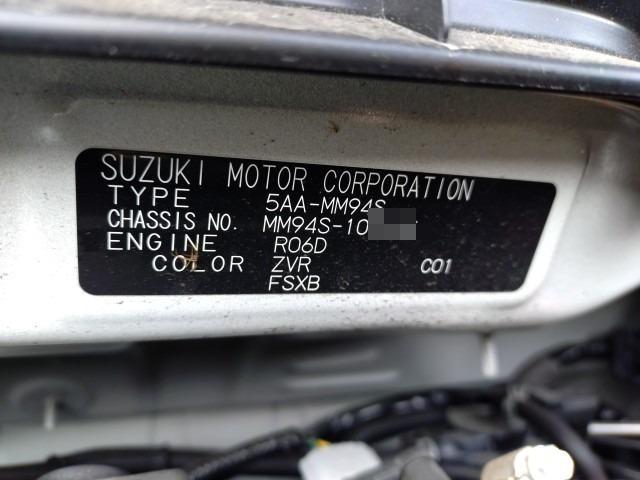 SUZUKI MOTOR CORPORATION
TYPE 5AA-MM94S
CHASSIS NO. MM94S-10
ENGINE R06D
COLOR ZVR C01
FSXB